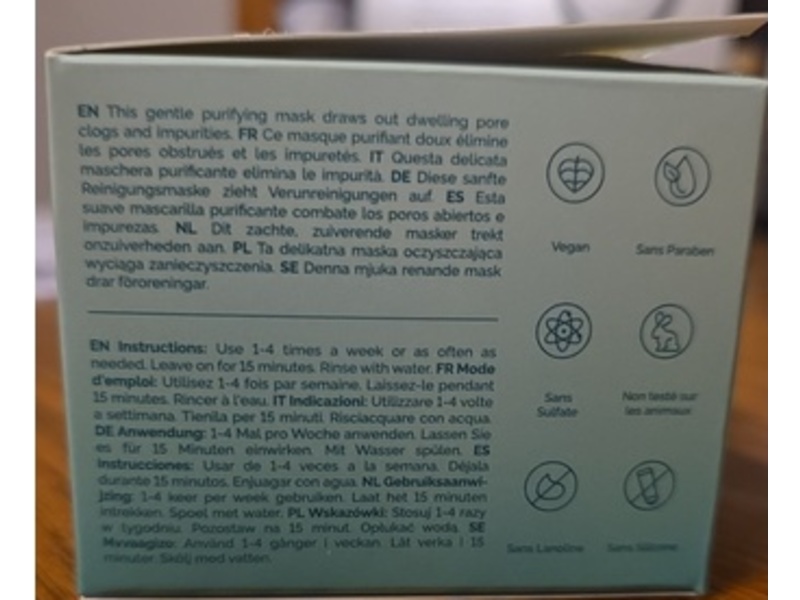 EN This gentle purifying mask draws out dwelling pore
clogs and impurities. FR Ce masque purifiant doux élimine
les pores obstrués et les impuretés. IT Questa delicata
maschera purificante elimina le impurità. DE Diese sanfte
Reinigungsmaske zieht Verunreinigungen auf. ES Esta
suave mascarilla purificante combate los poros abiertos e
impurezas. NL Dit zachte, zuiverende masker trekt
onzuiverheden aan. PL Ta delikatna maska oczyszczająca
wyciąga zanieczyszczenia. SE Denna mjuka renande mask
drar föroreningar.
EN Instructions: Use 1-4 times a week or as often as
needed. Leave on for 15 minutes. Rinse with water. FR Mode
d'emploi: Utilisez 1-4 fois par semaine. Laissez-le pendant
15 minutes. Rincer à l'eau. IT Indicazioni: Utilizzare 1-4 volte
a settimana. Tienila per 15 minuti. Risciacquare con acqua.
DE Anwendung: 1-4 Mal pro Woche anwenden. Lassen Sie
es für 15 Minuten einwirken. Mit Wasser spülen. ES
Instrucciones: Usar de 1-4 veces a la semana. Déjala
durante 15 minutos. Enjuagar con agua. NL Gebruiksaanwi-
jzing: 1-4 keer per week gebruiken. Laat het 15 minuten
intrekken. Spoel met water. PL Wskazówki: Stosuj 1-4 razy
w tygodniu. Pozostaw na 15 minut. Opłukać wodą. SE
Använd 1-4 gånger i veckan. Låt verka i 15
minuter. Skölj med vatten.
Vegan
Sans Paraben
Sans
Sulfate
Non testé sur
les animaux
Sans Lanoline
Sans Silicone